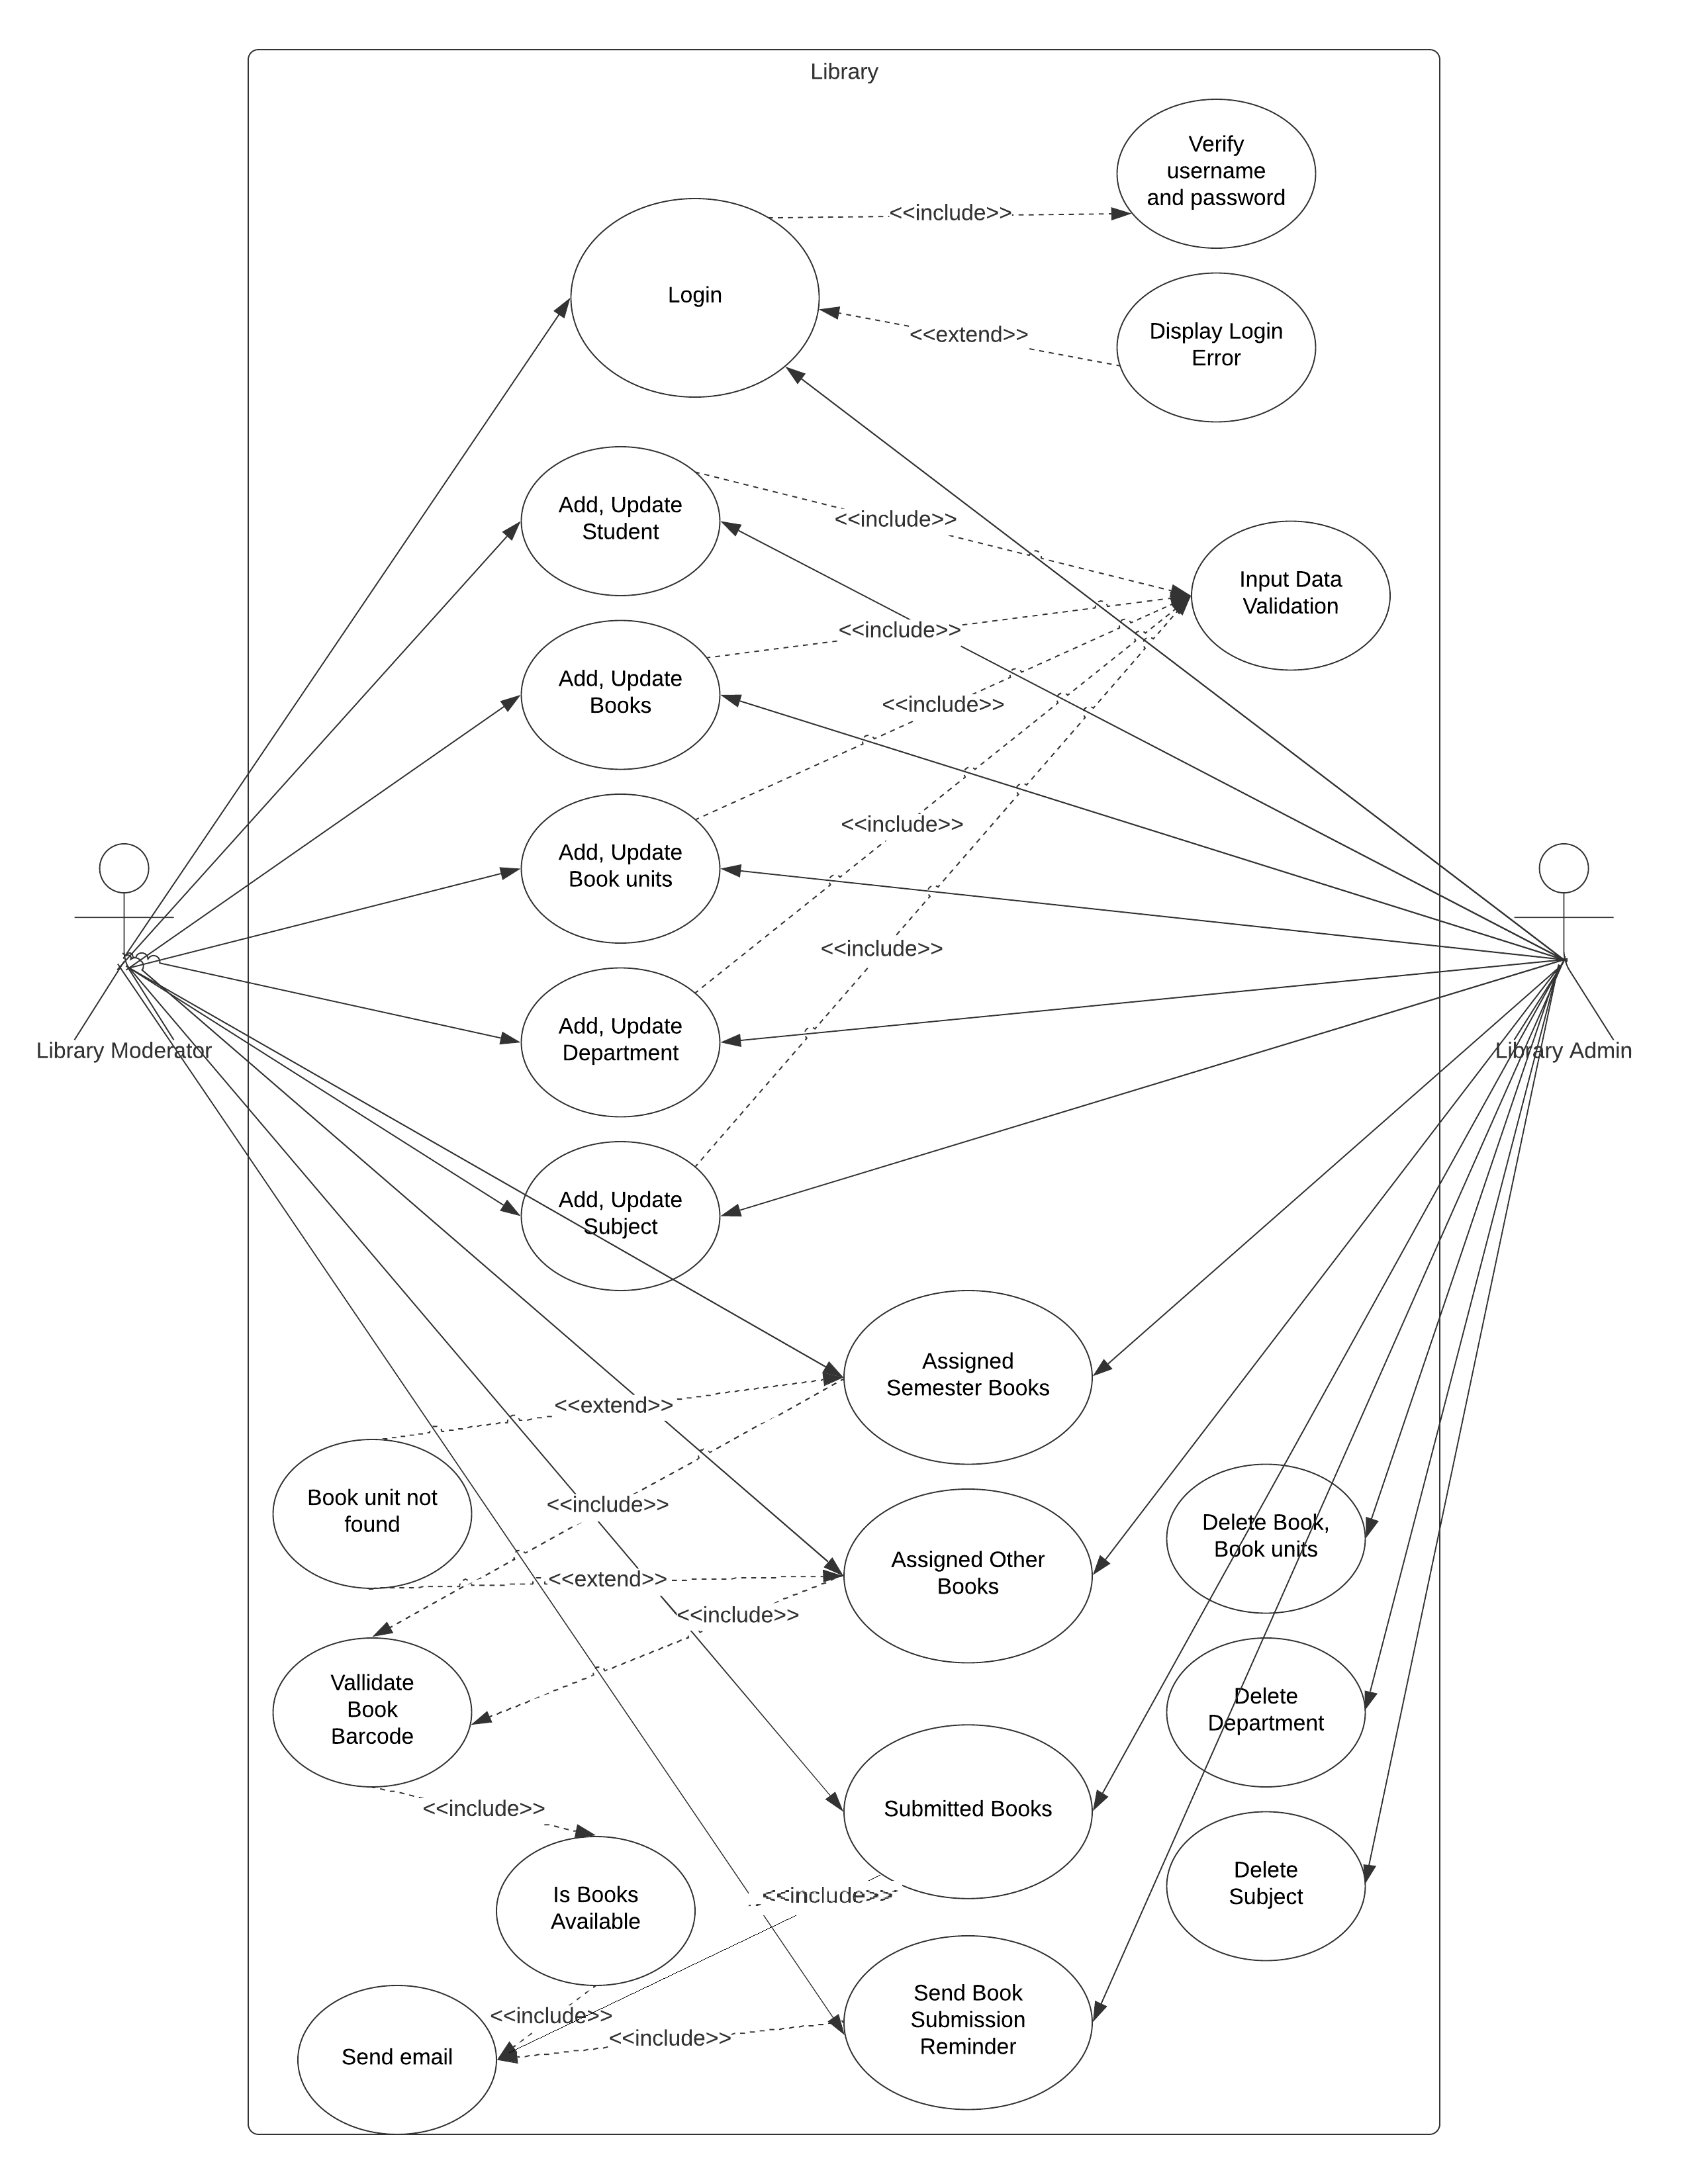 Library
Verify
username
and password
<<include>>
Login
Display Login
Error
<<extend>>
Add, Update
Student
<<include>>
Input Data
Validation
<<include>>
Add, Update
Books
<<include>>
<<include>>
Add, Update
Book units
<<include>>
Add, Update
Department
Library Moderator
Library Admin
Add, Update
Subject
Assigned
Semester Books
<<extend>>
Book unit not
found
<<include>>
Delete Book,
Book units
Assigned Other
Books
<<extend>>
<<include>>
Vallidate
Book
Barcode
Delete
Department
<<include>>
Submitted Books
Is Books
Available
<<include>>
Delete
Subject
<<include>>
Send Book
Submission
Reminder
<<include>>
Send email